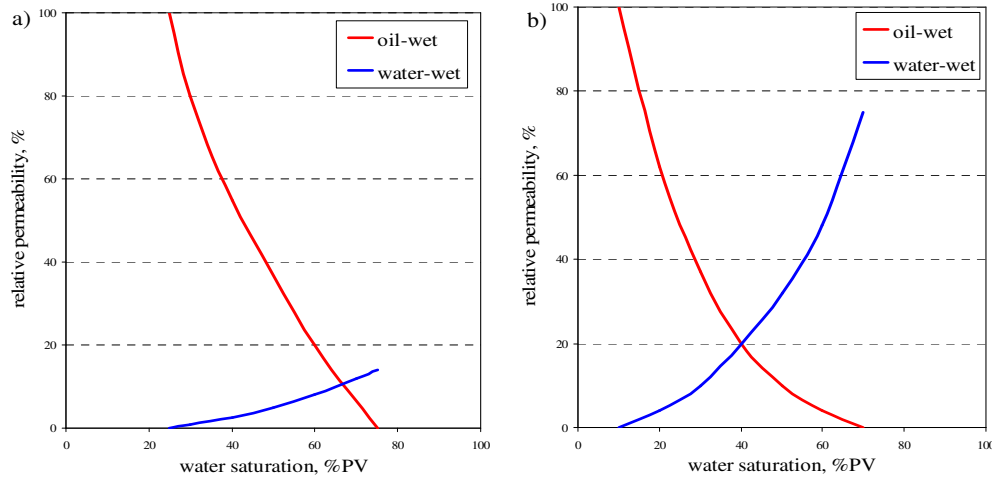 a)
oil-wet
water-wet
relative permeability, %
100
80
60
40
20
0
0 20 40 60 80 100
water saturation, %PV
b)
oil-wet
water-wet
relative permeability, %
100
80
60
40
20
0
0 20 40 60 80 100
water saturation, %PV